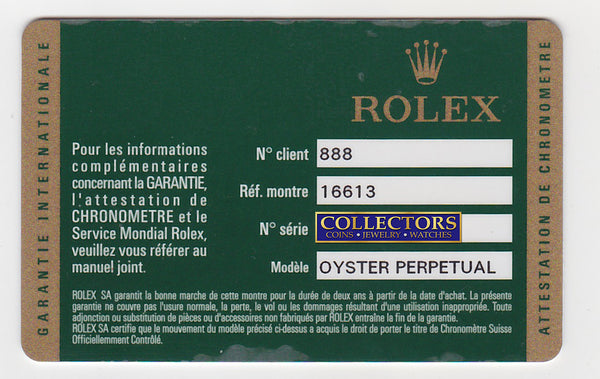 GARANTIE INTERNATIONALE
ROLEX
Pour les informations
complémentaires
concernant la GARANTIE,
l'attestation de
CHRONOMETRE et le
Service Mondial Rolex,
veuillez vous référer au
manuel joint.
N° client 888
Réf. montre 16613
N° série COLLECTORS
COINS • JEWELRY • WATCHES
Modèle OYSTER PERPETUAL
ROLEX SA garantit la bonne marche de cette montre pour la durée de deux ans à partir de la date d'achat. La présente
garantie ne couvre pas l'usure normale, la perte, le vol ou les dommages résultant d'une utilisation inappropriée. Toute
adjonction ou substitution de pièces ou d'accessoires non fabriqués par ROLEX entraîne la fin de la garantie.
ROLEX SA certifie que le mouvement du modèle précisé ci-dessus a acquis le droit de porter le titre de Chronomètre Suisse
Officiellement Contrôlé.
ATTESTATION DE CHRONOMETRE